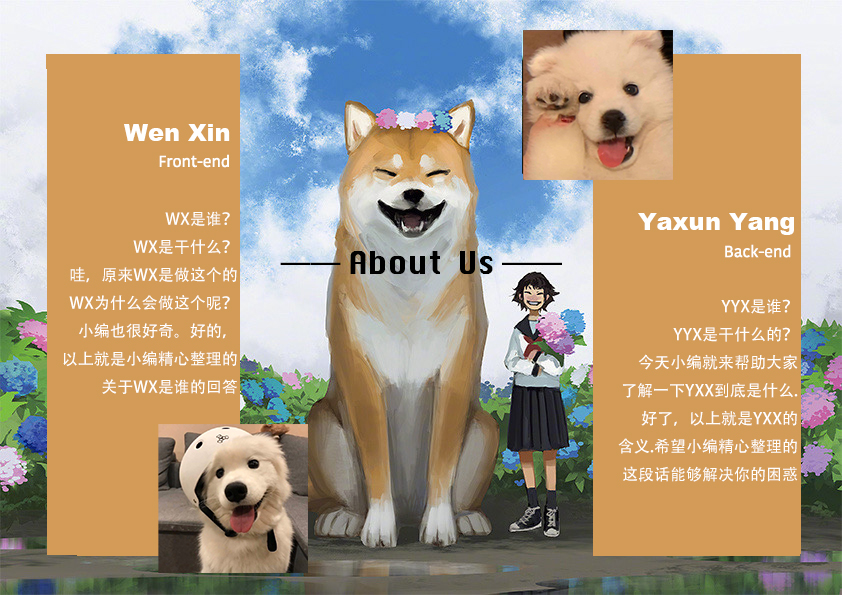 Wen Xin
Front-end
WX是谁?
WX是干什么?
哇，原来WX是做这个的
WX为什么会做这个呢?
小编也很好奇。好的,
以上就是小编精心整理的
关于WX是谁的回答
About Us
Yaxun Yang
Back-end
YYX是谁?
YYX是干什么的?
今天小编就来帮助大家
了解一下YXX到底是什么.
好了，以上就是YXX的
含义.希望小编精心整理的
这段话能够解决你的困惑